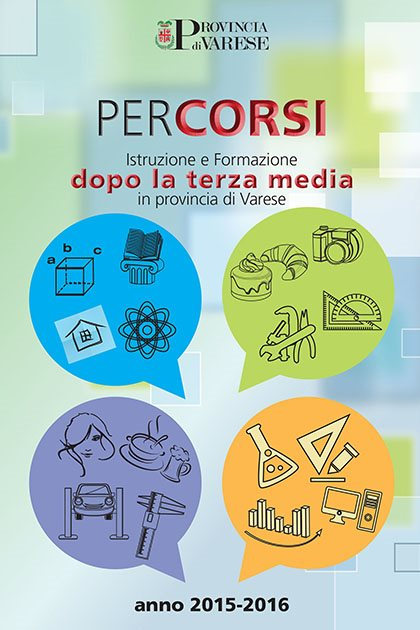 PROVINCIA
di VARESE
PERCORSI
Istruzione e Formazione
dopo la terza media
in provincia di Varese
b
a
c
anno 2015-2016